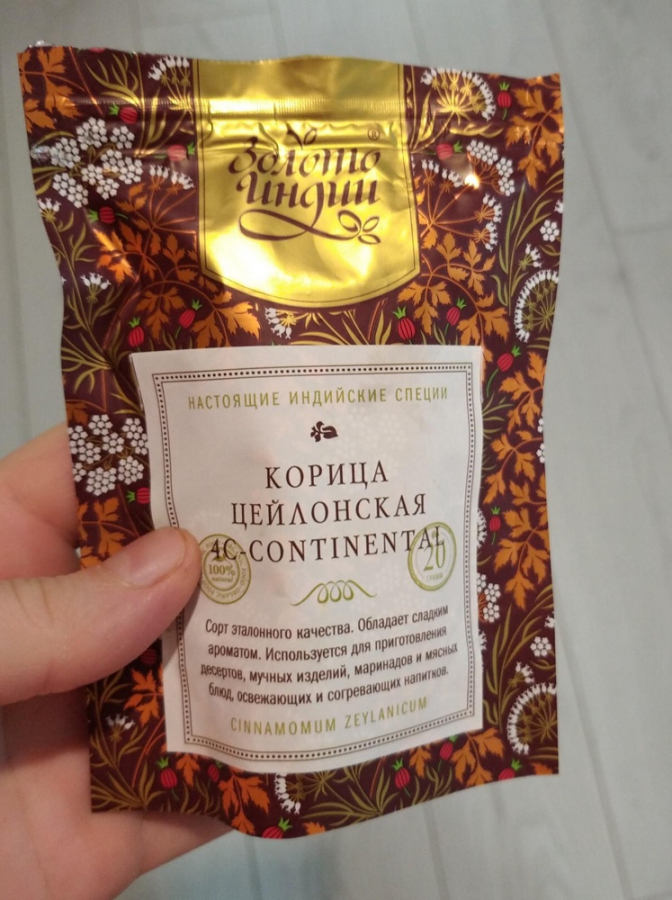 Золото
Индии
®
НАСТОЯЩИЕ ИНДИЙСКИЕ СПЕЦИИ
КОРИЦА
ЦЕЙЛОНСКАЯ
4C-CONTINENTAL
100%
natural
20
Сорт эталонного качества. Обладает сладким
ароматом. Используется для приготовления
десертов, мучных изделий, маринадов и мясных
блюд, освежающих и согревающих напитков.
CINNAMOMUM ZEYLANICUM